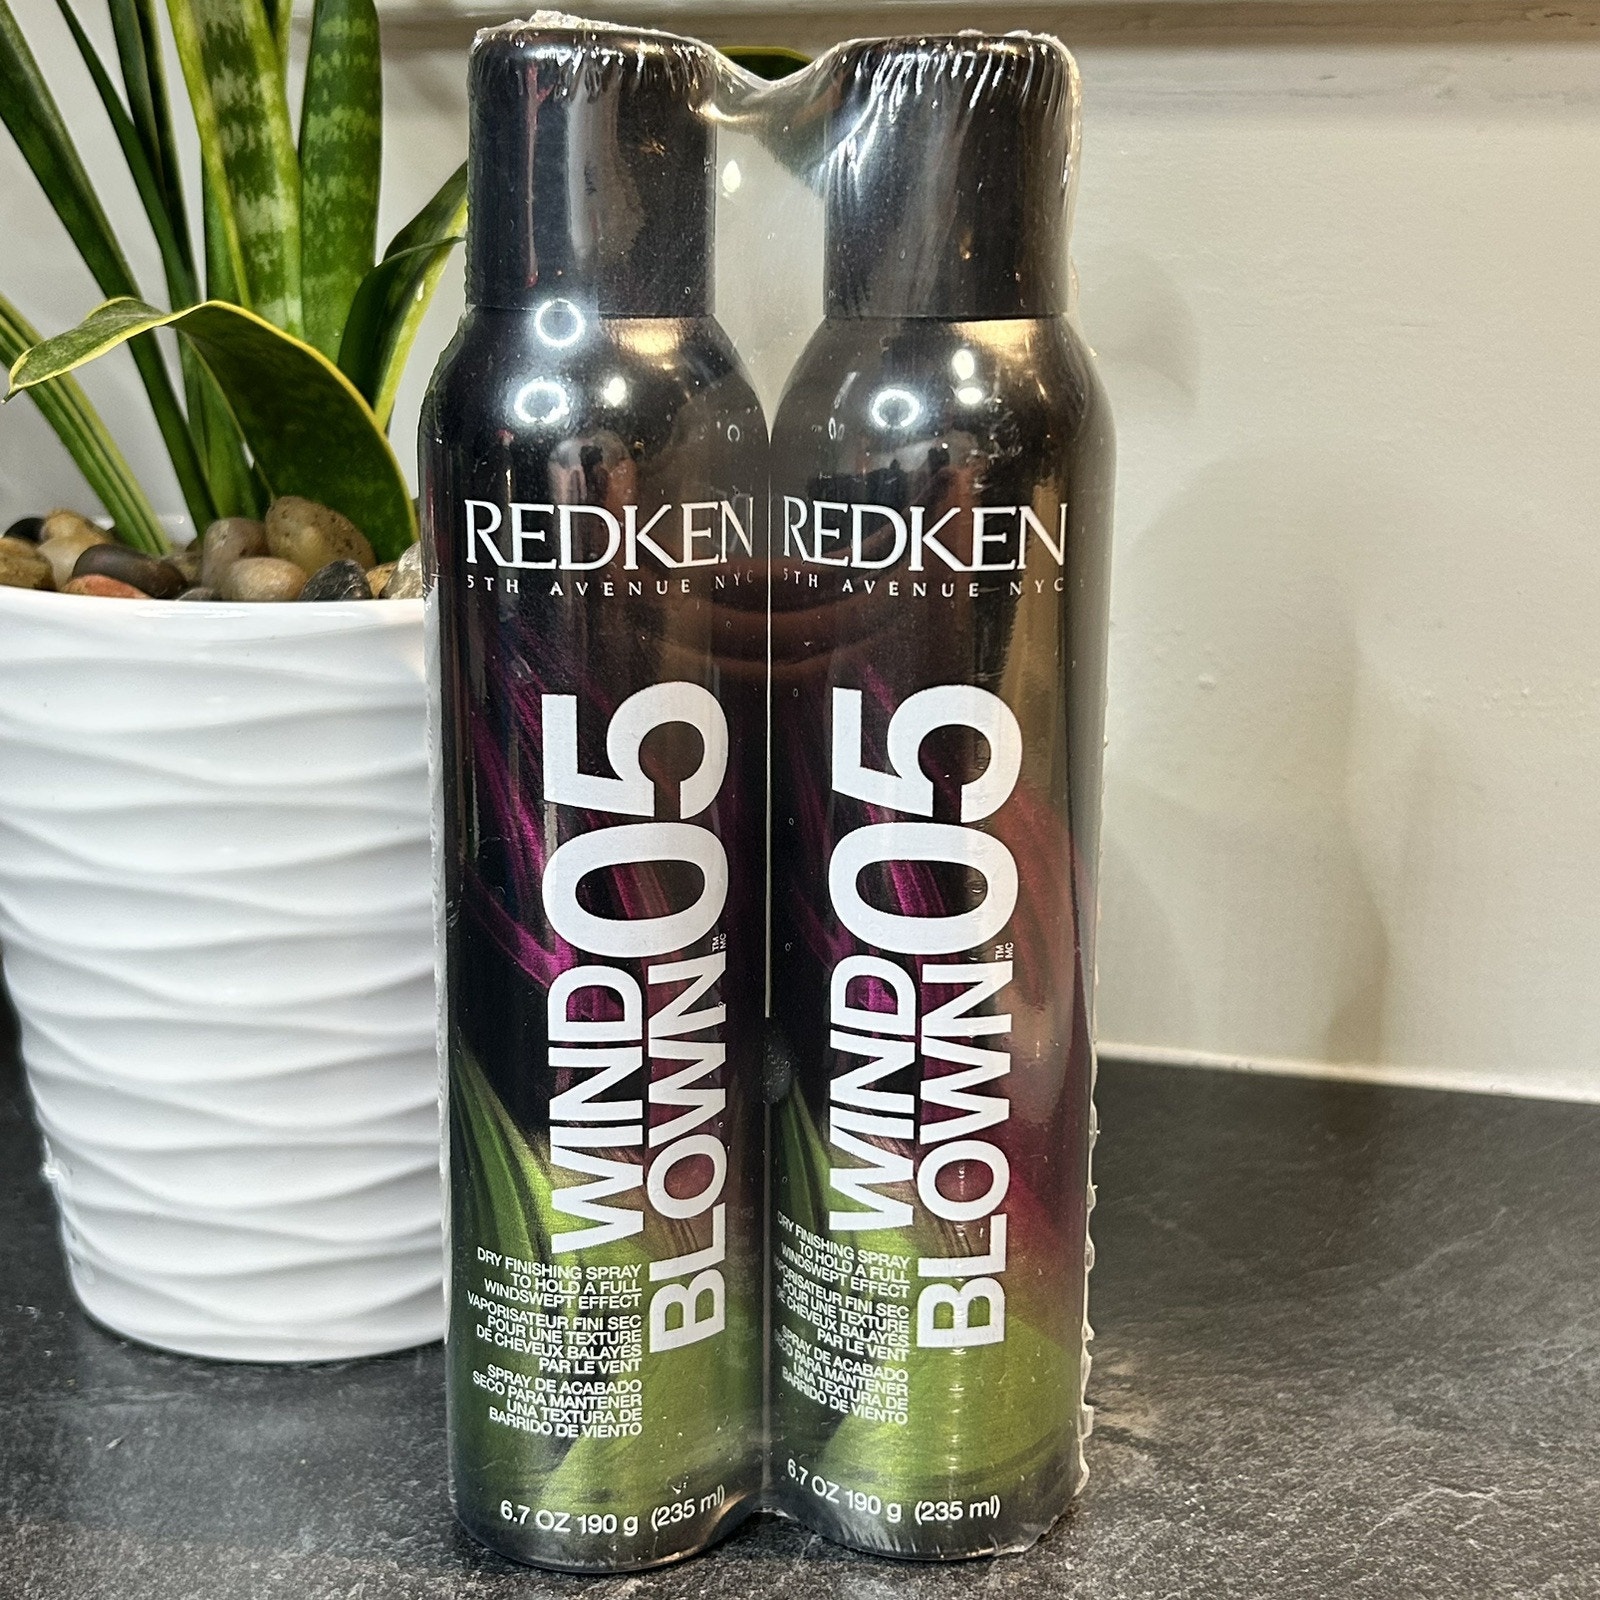 REDKEN
5TH AVENUE NYC
WIND
BLOWN™ MC
05
DRY FINISHING SPRAY
TO HOLD A FULL
WINDSWEPT EFFECT
VAPORISATEUR FINI SEC
POUR UNE TEXTURE
DE CHEVEUX BALAYÉS
PAR LE VENT
SPRAY DE ACABADO
SECO PARA MANTENER
UNA TEXTURA DE
BARRIDO DE VIENTO
6.7 OZ 190 g (235 ml)
REDKEN
5TH AVENUE NYC
WIND
BLOWN™ MC
05
DRY FINISHING SPRAY
TO HOLD A FULL
WINDSWEPT EFFECT
VAPORISATEUR FINI SEC
POUR UNE TEXTURE
DE CHEVEUX BALAYÉS
PAR LE VENT
SPRAY DE ACABADO
SECO PARA MANTENER
UNA TEXTURA DE
BARRIDO DE VIENTO
6.7 OZ 190 g (235 ml)